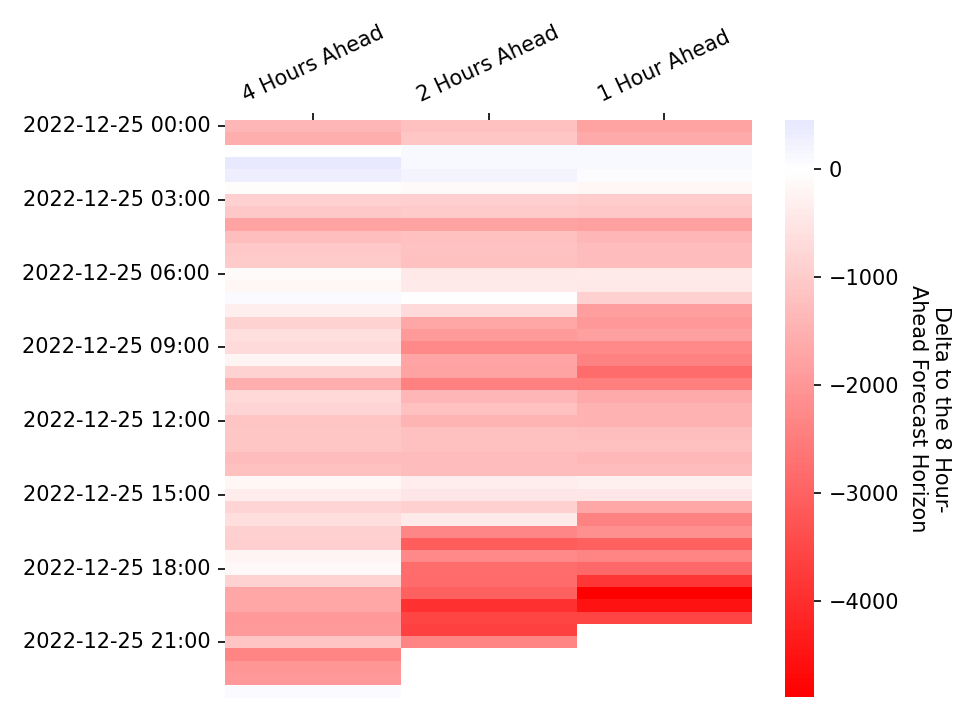 4 Hours Ahead
2 Hours Ahead
1 Hour Ahead
2022-12-25 00:00
2022-12-25 03:00
2022-12-25 06:00
2022-12-25 09:00
2022-12-25 12:00
2022-12-25 15:00
2022-12-25 18:00
2022-12-25 21:00
0
−1000
−2000
−3000
−4000
Delta to the 8 Hour-
Ahead Forecast Horizon